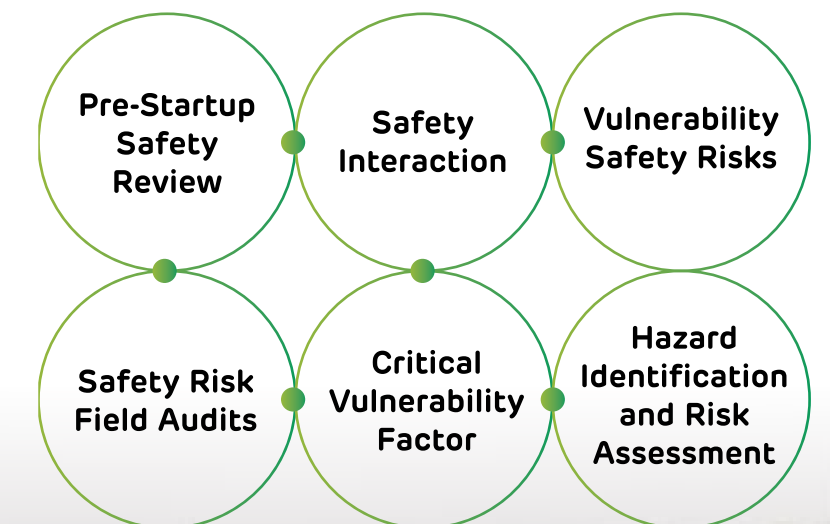 Pre-Startup
Safety
Review
Safety
Interaction
Vulnerability
Safety Risks
Safety Risk
Field Audits
Critical
Vulnerability
Factor
Hazard
Identification
and Risk
Assessment